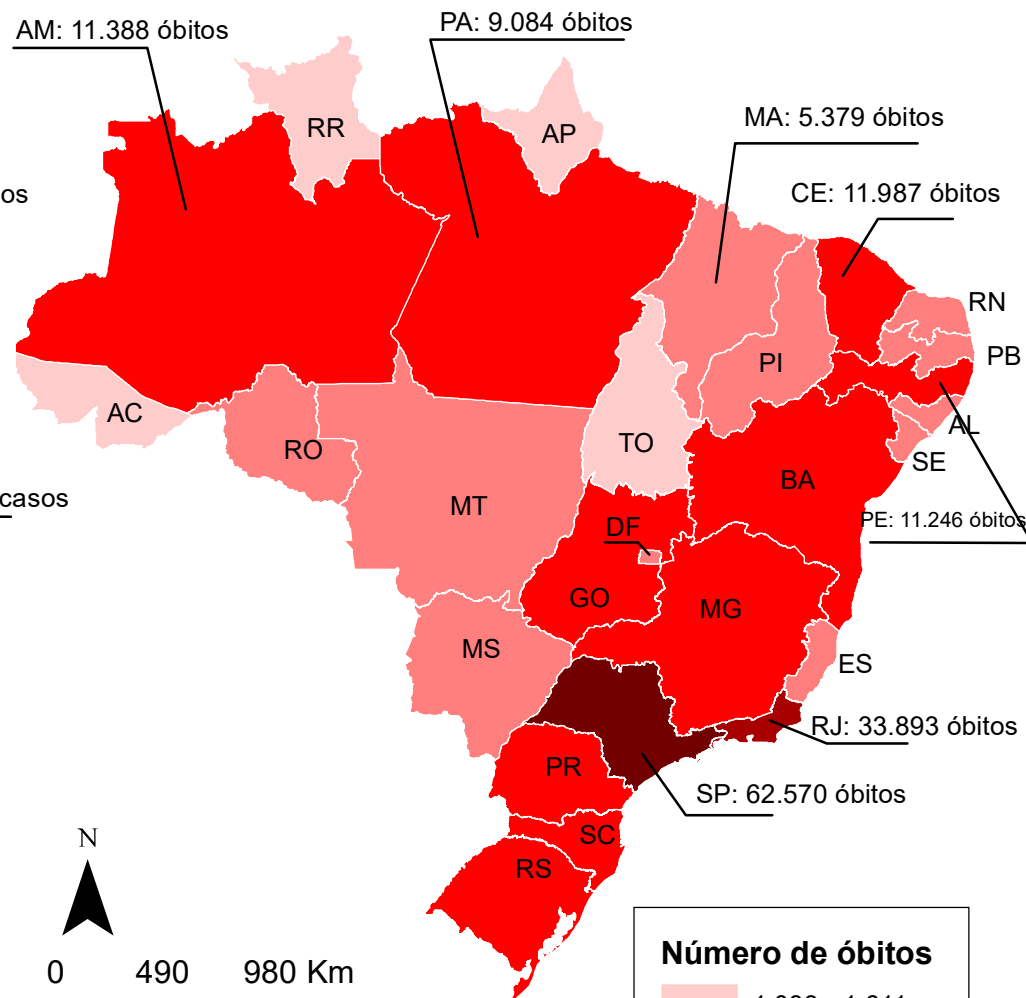 AM: 11.388 óbitos
PA: 9.084 óbitos
RR
AP
MA: 5.379 óbitos
CE: 11.987 óbitos
RN
PB
PI
AC
TO
AL
RO
SE
BA
casos
MT
DF
PE: 11.246 óbitos
GO
MG
MS
ES
RJ: 33.893 óbitos
PR
SP: 62.570 óbitos
SC
N
RS
Número de óbitos
0 490 980 Km